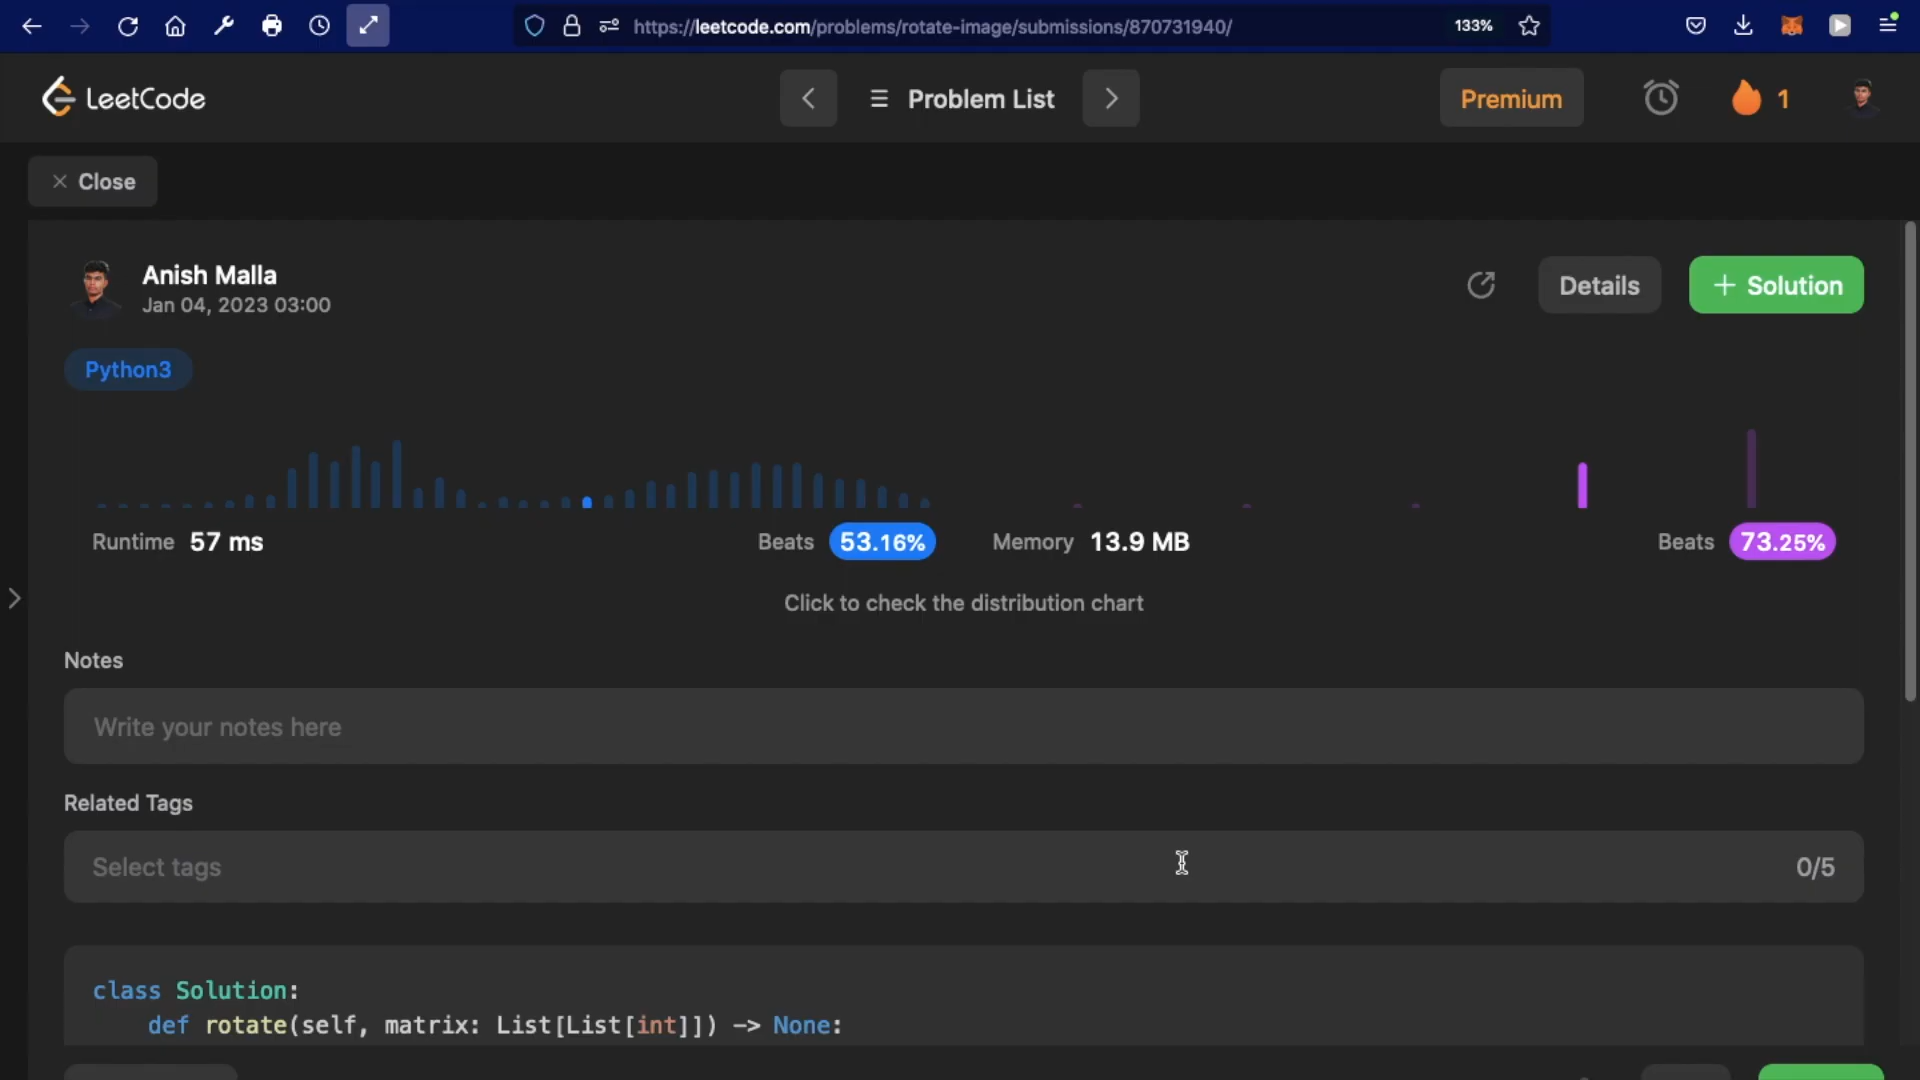 https://leetcode.com/problems/rotate-image/submissions/870731940/ 133%
LeetCode
Problem List
Premium
1
Close
Anish Malla
Jan 04, 2023 03:00
Details
+ Solution
Python3
Runtime 57 ms
Beats 53.16%
Memory 13.9 MB
Beats 73.25%
Click to check the distribution chart
Notes
Write your notes here
Related Tags
Select tags
0/5
class Solution:
def rotate(self, matrix: List[List[int]]) -> None: